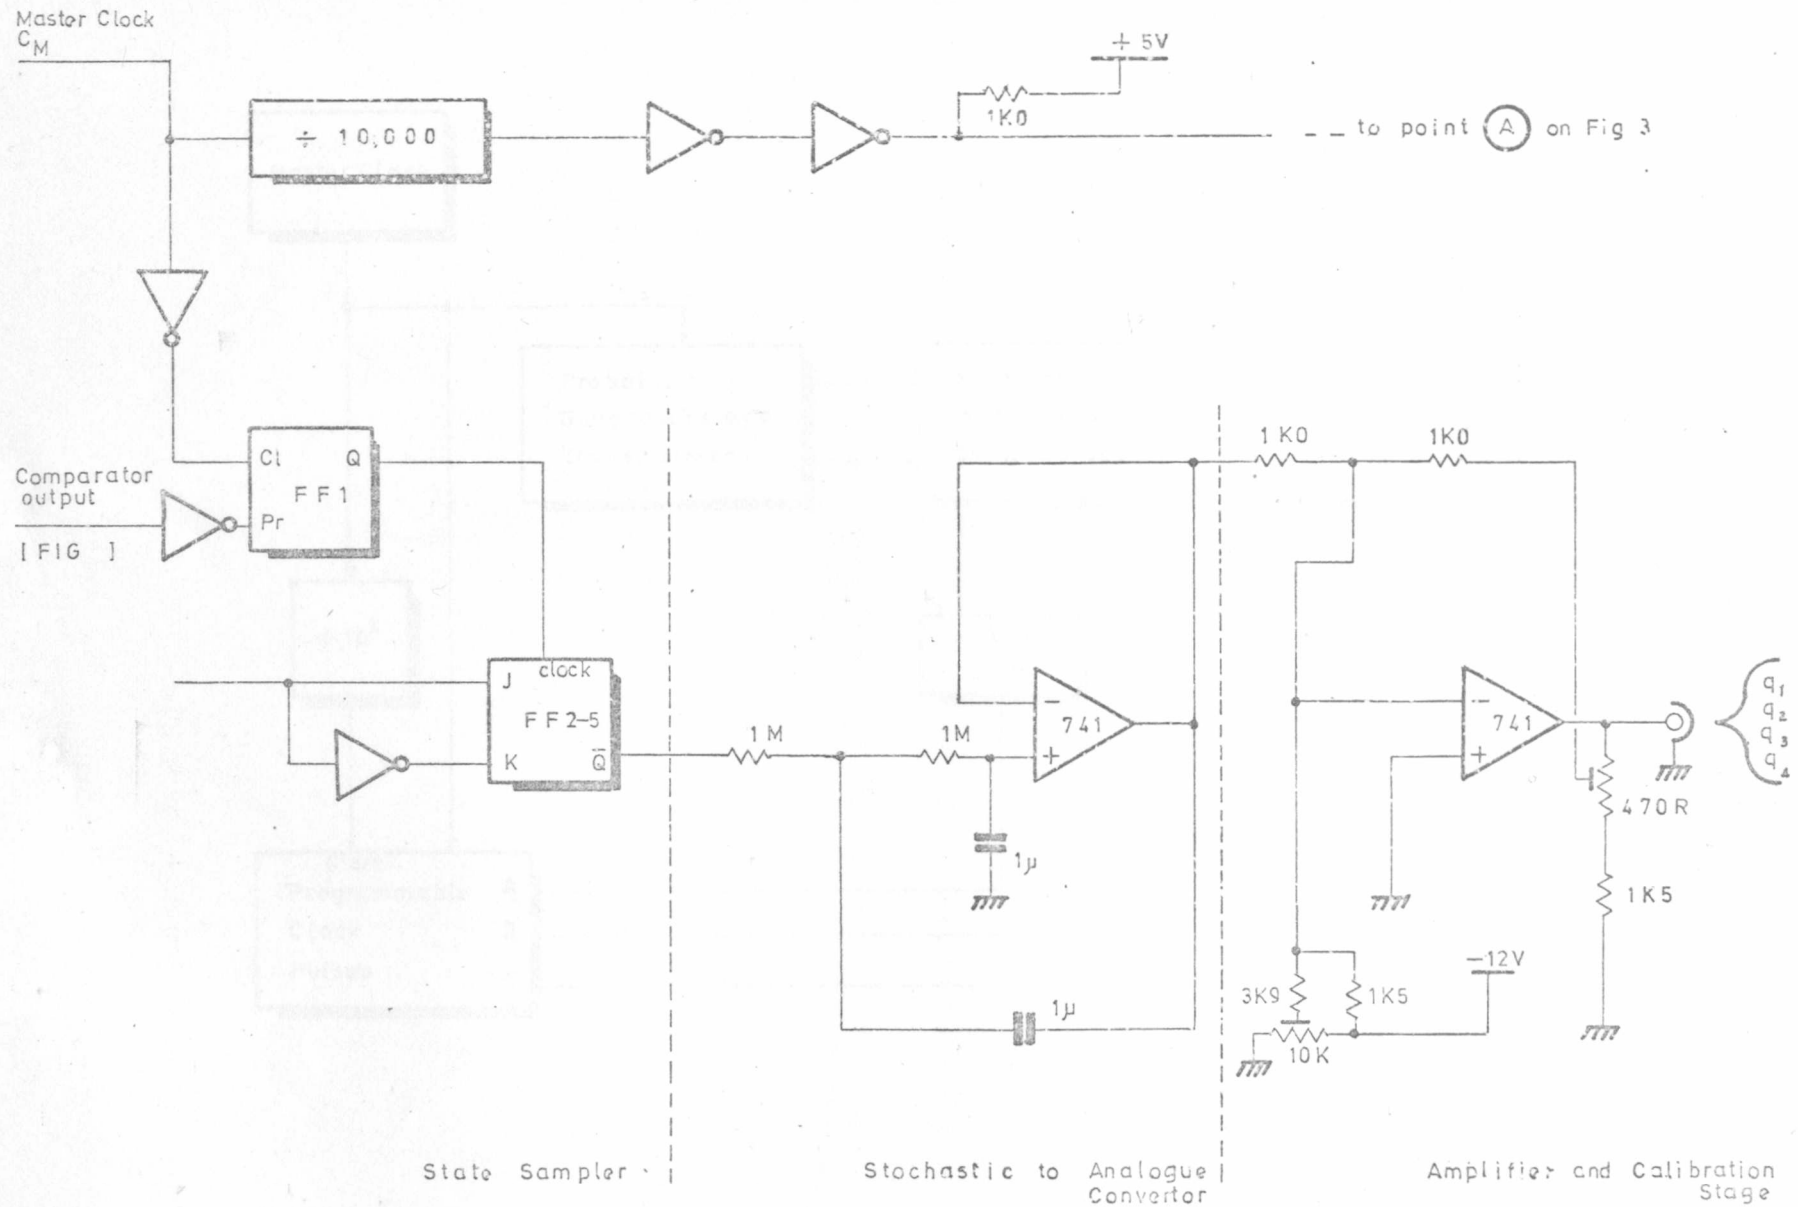 Master Clock
CM
+ 5V
1K0
÷ 10,000
-- to point A on Fig 3
Comparator
output
[ FIG ]
Cl Q
FF1
Pr
1K0
1K0
J clock
FF2-5
K Q̅
1M
1M
-
741
+
1μ
1μ
-
741
+
q1
q2
q3
q4
470R
1K5
-12V
3K9
1K5
10K
State Sampler
Stochastic to Analogue
Convertor
Amplifier and Calibration
Stage
Programmable
Clock